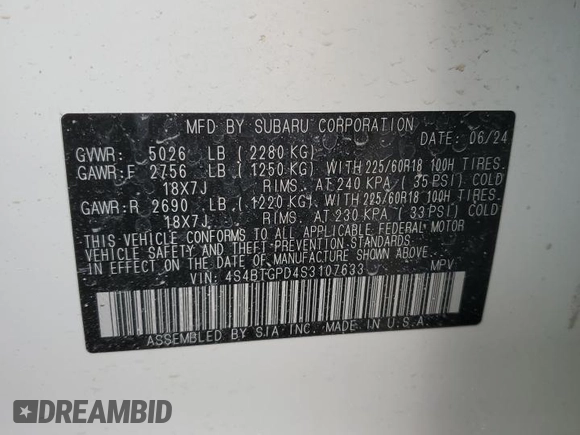 MFD BY SUBARU CORPORATION
DATE: 06/24
GVWR: 5026 LB (2280 KG)
GAWR:F 2756 LB (1250 KG) WITH 225/60R18 100H TIRES.
18X7J RIMS. AT 240 KPA (35 PSI) COLD
GAWR:R 2690 LB (1220 KG) WITH 225/60R18 100H TIRES.
18X7J RIMS. AT 230 KPA (33 PSI) COLD
THIS VEHICLE CONFORMS TO ALL APPLICABLE FEDERAL MOTOR
VEHICLE SAFETY AND THEFT PREVENTION STANDARDS
IN EFFECT ON THE DATE OF MANUFACTURE SHOWN ABOVE.
VIN: 4S4BTGPD4S3107633 MPV
ASSEMBLED BY S.I.A. INC. MADE IN U.S.A.
DREAMBID